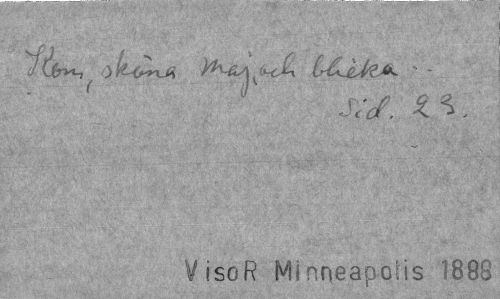 Kom, sköna Maj, och blicka ..
Sid. 23.
VisoR Minneapolis 1888